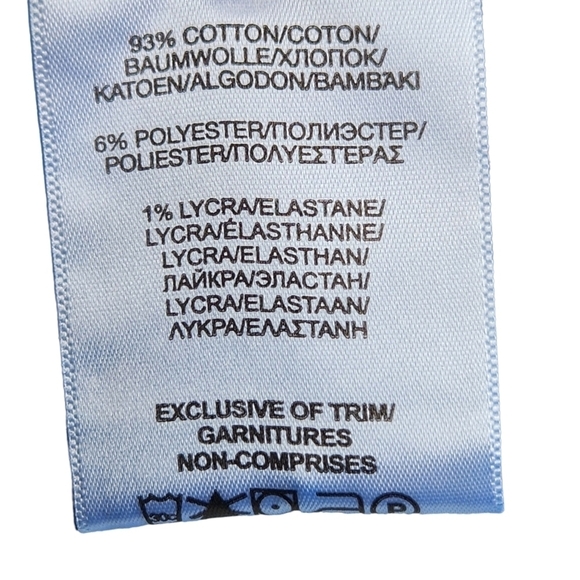 93% COTTON/COTON/
BAUMWOLLE/ХЛОПОК/
KATOEN/ALGODON/ΒΑΜΒΆΚΙ
6% POLYESTER/ПОЛИЭСТЕР/
POLIESTER/ΠΟΛΥΕΣΤΕΡΑΣ
1% LYCRA/ELASTANE/
LYCRA/ÉLASTHANNE/
LYCRA/ELASTHAN/
ЛАЙКРА/ЭЛАСТАН/
LYCRA/ELASTAAN/
ΛΥΚΡΑ/ΕΛΑΣΤΑΝΗ
EXCLUSIVE OF TRIM/
GARNITURES
NON-COMPRISES
P